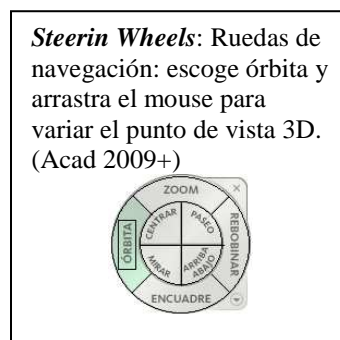 Steerin Wheels: Ruedas de
navegación: escoge órbita y
arrastra el mouse para
variar el punto de vista 3D.
(Acad 2009+)
ZOOM
CENTRAR
PASEO
ÓRBITA
REBOBINAR
MIRAR
ARRIBA
ABAJO
ENCUADRE